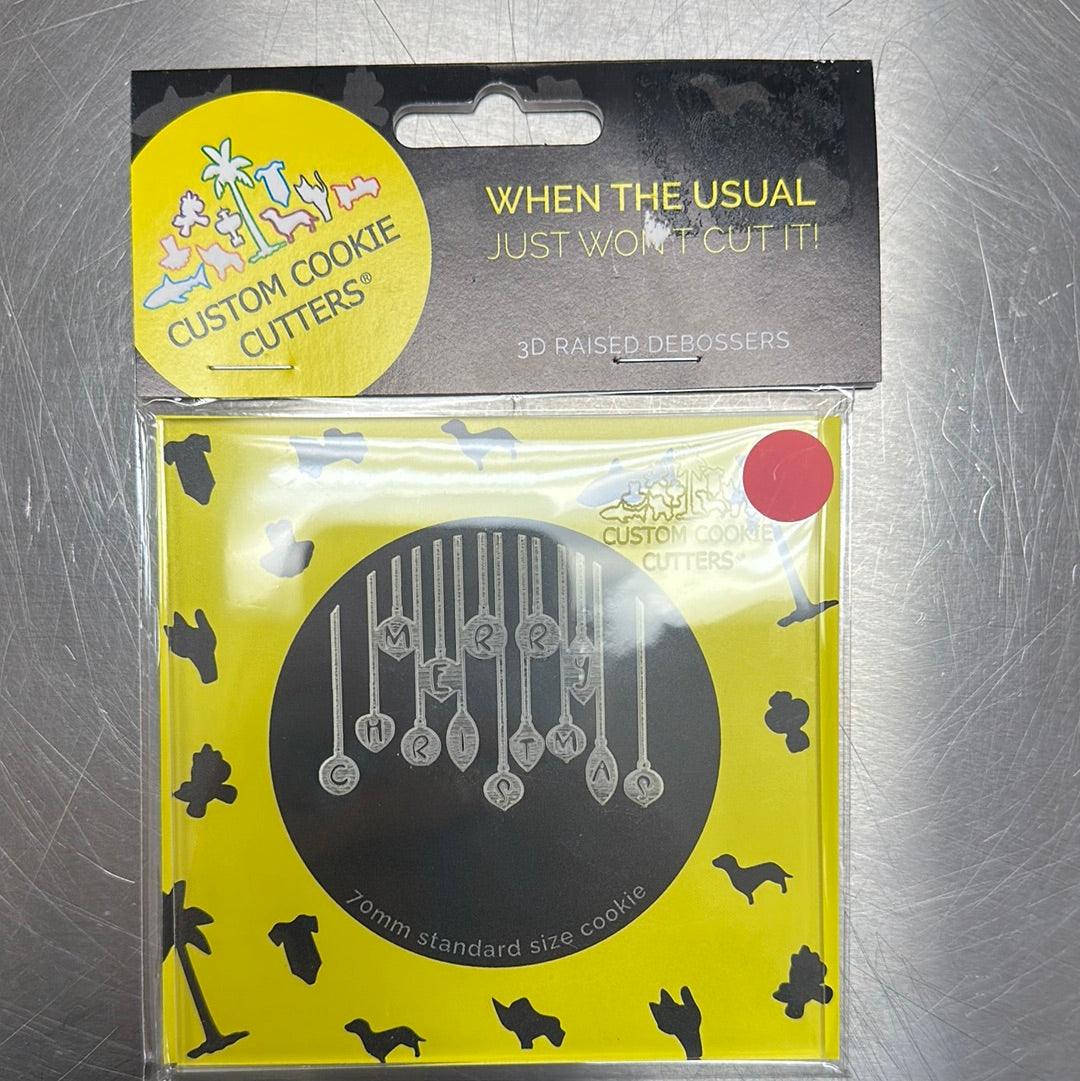 CUSTOM COOKIE
CUTTERS®
WHEN THE USUAL
JUST WON'T CUT IT!
3D RAISED DEBOSSERS
CUSTOM COOKIE
CUTTERS®
MERRY
CHRISTMAS
70mm standard size cookie